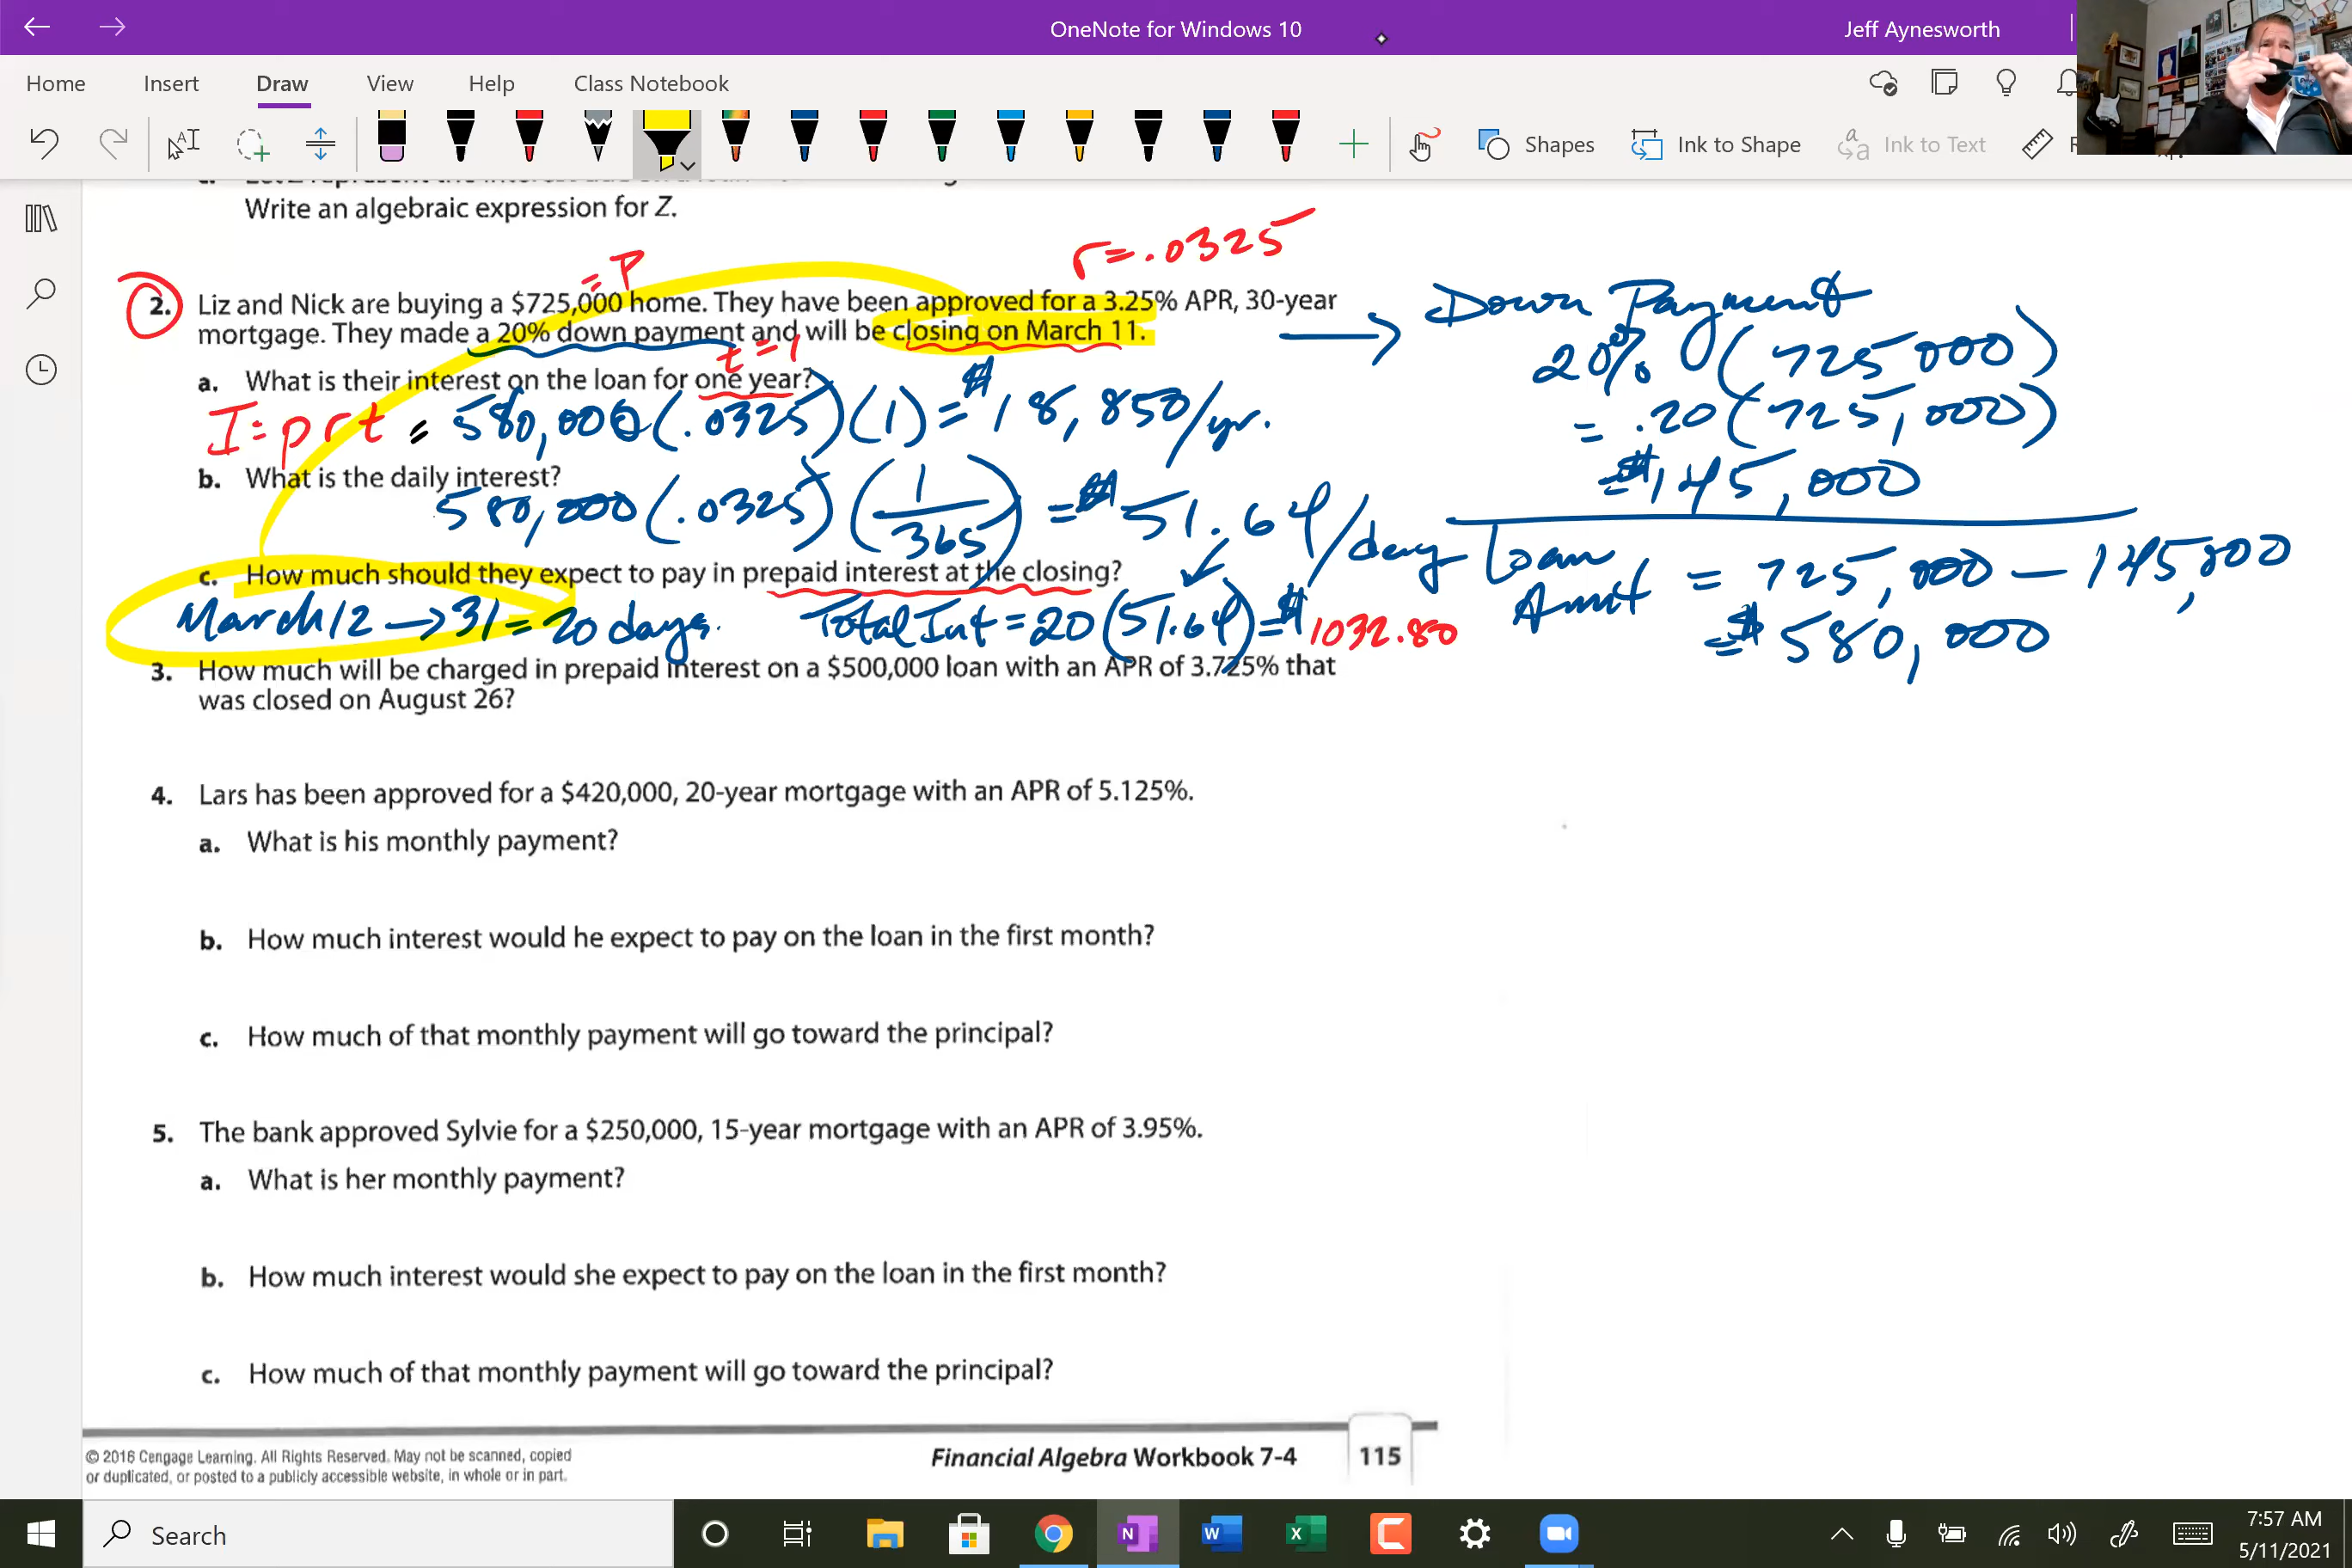 OneNote for Windows 10
Jeff Aynesworth
Home Insert Draw View Help Class Notebook
Shapes Ink to Shape Ink to Text
Write an algebraic expression for Z.
= P
r = .0325
2. Liz and Nick are buying a $725,000 home. They have been approved for a 3.25% APR, 30-year
mortgage. They made a 20% down payment and will be closing on March 11.
t = 1
a. What is their interest on the loan for one year?
I = prt = 580,000 (.0325)(1) = $18,850/yr.
b. What is the daily interest?
580,000 (.0325) (1/365) = $51.64/day
c. How much should they expect to pay in prepaid interest at the closing?
March 12 → 31 = 20 days. Total Int = 20 (51.64) = $1032.80
→ Down Payment
20% of (725000)
= .20 (725,000)
= $145,000
Loan
Amt = 725,000 - 145,000
= $580,000
3. How much will be charged in prepaid interest on a $500,000 loan with an APR of 3.725% that
was closed on August 26?
4. Lars has been approved for a $420,000, 20-year mortgage with an APR of 5.125%.
a. What is his monthly payment?
b. How much interest would he expect to pay on the loan in the first month?
c. How much of that monthly payment will go toward the principal?
5. The bank approved Sylvie for a $250,000, 15-year mortgage with an APR of 3.95%.
a. What is her monthly payment?
b. How much interest would she expect to pay on the loan in the first month?
c. How much of that monthly payment will go toward the principal?
© 2016 Cengage Learning. All Rights Reserved. May not be scanned, copied
or duplicated, or posted to a publicly accessible website, in whole or in part.
Financial Algebra Workbook 7-4 115
Search
7:57 AM
5/11/2021